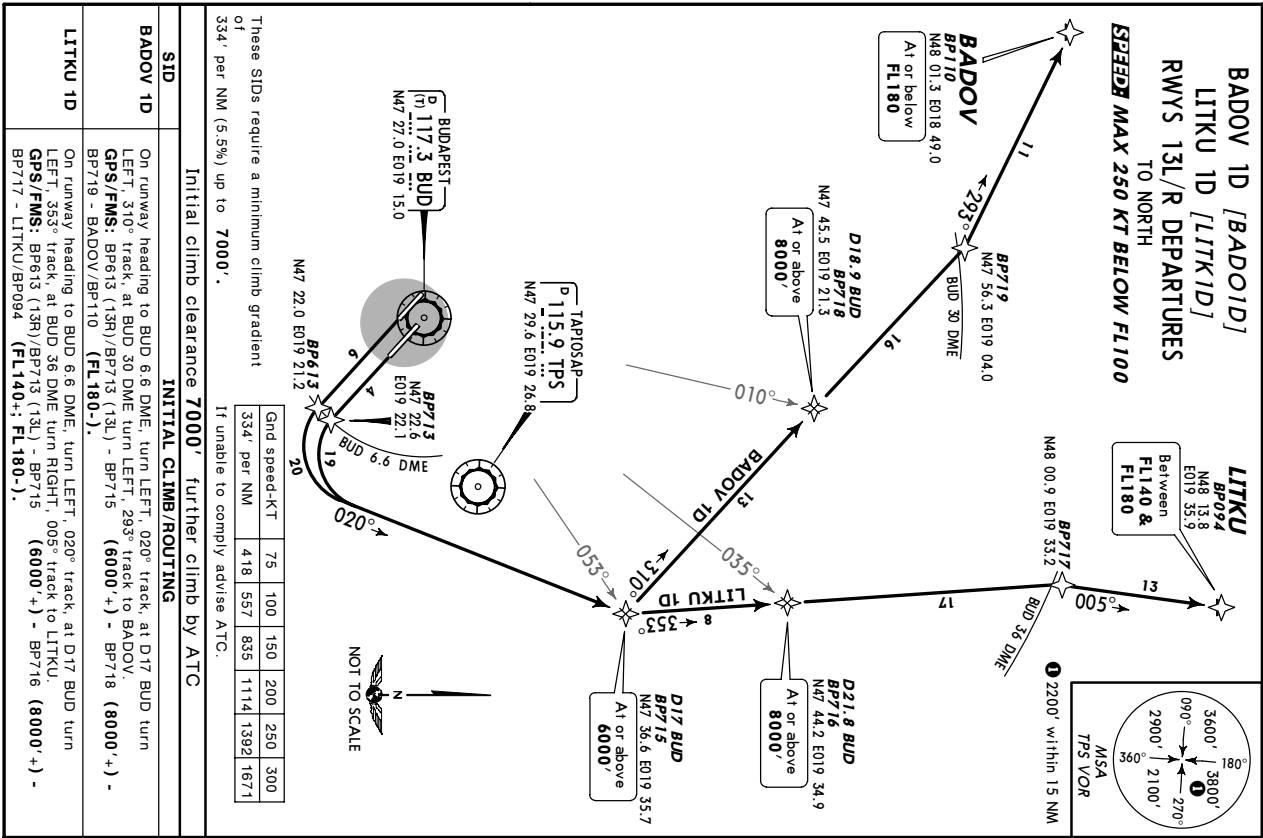 BADOV 1D [BADO1D]
LITKU 1D [LITK1D]
RWYS 13L/R DEPARTURES
TO NORTH
SPEED: MAX 250 KT BELOW FL100
MSA
TPS VOR
3600'
180°
3800'
1
090°
270°
2900'
360°
2100'
1 2200' within 15 NM
BADOV
BP110
N48 01.3 E018 49.0
At or below
FL180
11
293°
BP719
N47 56.3 E019 04.0
BUD 30 DME
16
D18.9 BUD
BP718
N47 45.5 E019 21.3
At or above
8000'
010°
BADOV 1D
13
310°
LITKU
BP094
N48 13.8
E019 35.9
Between
FL140 &
FL180
13
005°
BP717
N48 00.9 E019 33.2
BUD 36 DME
17
D21.8 BUD
BP716
N47 44.2 E019 34.9
At or above
8000'
035°
LITKU 1D
8
353°
D17 BUD
BP715
N47 36.6 E019 35.7
At or above
6000'
053°
TAPIOSAP
D 115.9 TPS
N47 29.6 E019 26.8
BUDAPEST
D
(T) 117.3 BUD
N47 27.0 E019 15.0
6
4
BP713
N47 22.6
E019 22.1
BUD 6.6 DME
BP613
N47 22.0 E019 21.2
19
20
020°
N
NOT TO SCALE
These SIDs require a minimum climb gradient
of
334' per NM (5.5%) up to 7000'.
Gnd speed-KT 75 100 150 200 250 300
334' per NM 418 557 835 1114 1392 1671
If unable to comply advise ATC.
Initial climb clearance 7000' further climb by ATC
SID INITIAL CLIMB/ROUTING
BADOV 1D On runway heading to BUD 6.6 DME, turn LEFT, 020° track, at D17 BUD turn
LEFT, 310° track, at BUD 30 DME turn LEFT, 293° track to BADOV.
GPS/FMS: BP613 (13R)/BP713 (13L) - BP715 (6000'+) - BP718 (8000'+) -
BP719 - BADOV/BP110 (FL180-).
LITKU 1D On runway heading to BUD 6.6 DME, turn LEFT, 020° track, at D17 BUD turn
LEFT, 353° track, at BUD 36 DME turn RIGHT, 005° track to LITKU.
GPS/FMS: BP613 (13R)/BP713 (13L) - BP715 (6000'+) - BP716 (8000'+) -
BP717 - LITKU/BP094 (FL140+; FL180-).